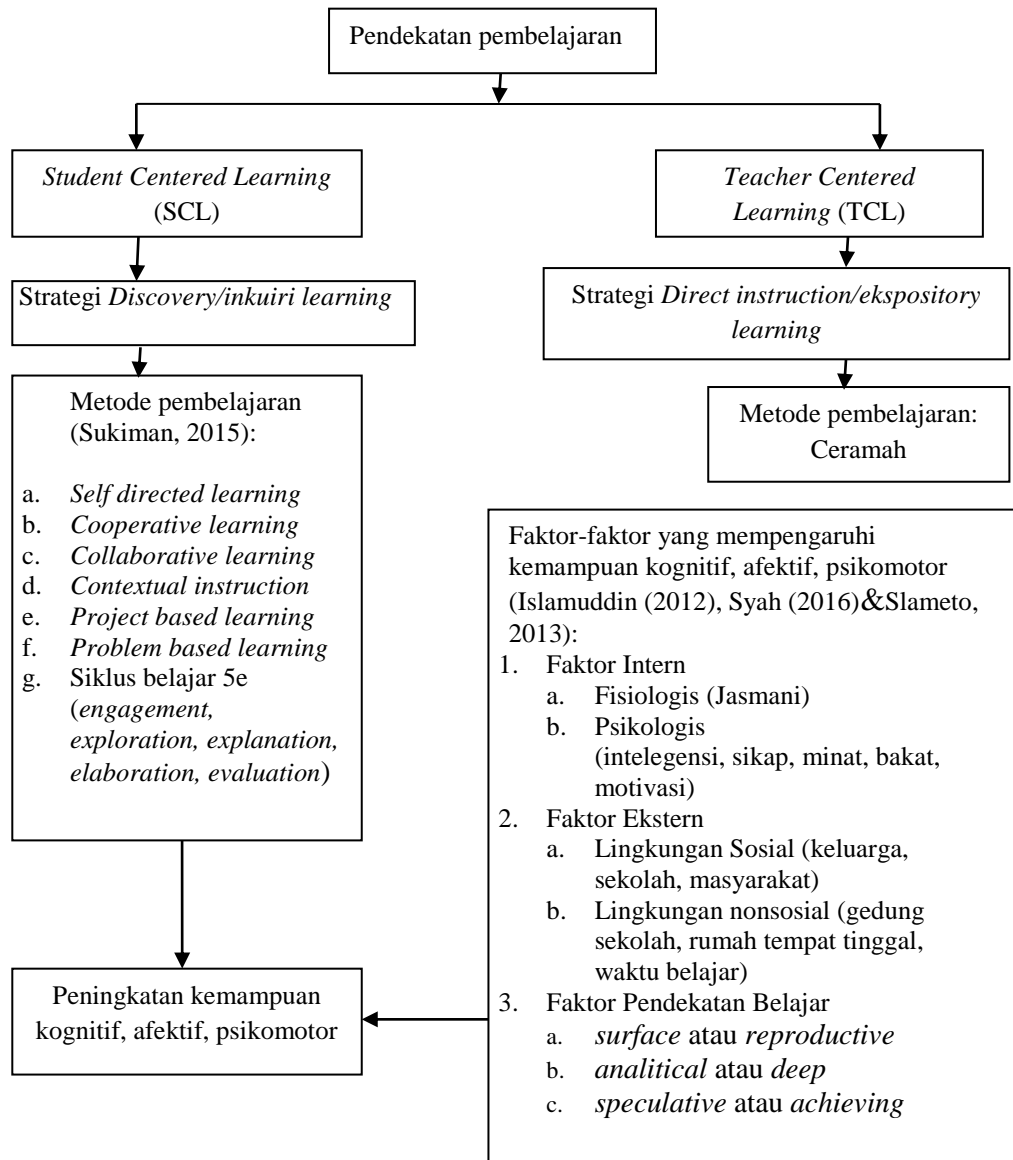 Pendekatan pembelajaran
Student Centered Learning
(SCL)
Teacher Centered
Learning (TCL)
Strategi Discovery/inkuiri learning
Strategi Direct instruction/ekspository
learning
Metode pembelajaran
(Sukiman, 2015):
a. Self directed learning
b. Cooperative learning
c. Collaborative learning
d. Contextual instruction
e. Project based learning
f. Problem based learning
g. Siklus belajar 5e
(engagement,
exploration, explanation,
elaboration, evaluation)
Metode pembelajaran:
Ceramah
Faktor-faktor yang mempengaruhi
kemampuan kognitif, afektif, psikomotor
(Islamuddin (2012), Syah (2016)&Slameto,
2013):
1. Faktor Intern
a. Fisiologis (Jasmani)
b. Psikologis
(intelegensi, sikap, minat, bakat,
motivasi)
2. Faktor Ekstern
a. Lingkungan Sosial (keluarga,
sekolah, masyarakat)
b. Lingkungan nonsosial (gedung
sekolah, rumah tempat tinggal,
waktu belajar)
3. Faktor Pendekatan Belajar
a. surface atau reproductive
b. analitical atau deep
c. speculative atau achieving
Peningkatan kemampuan
kognitif, afektif, psikomotor